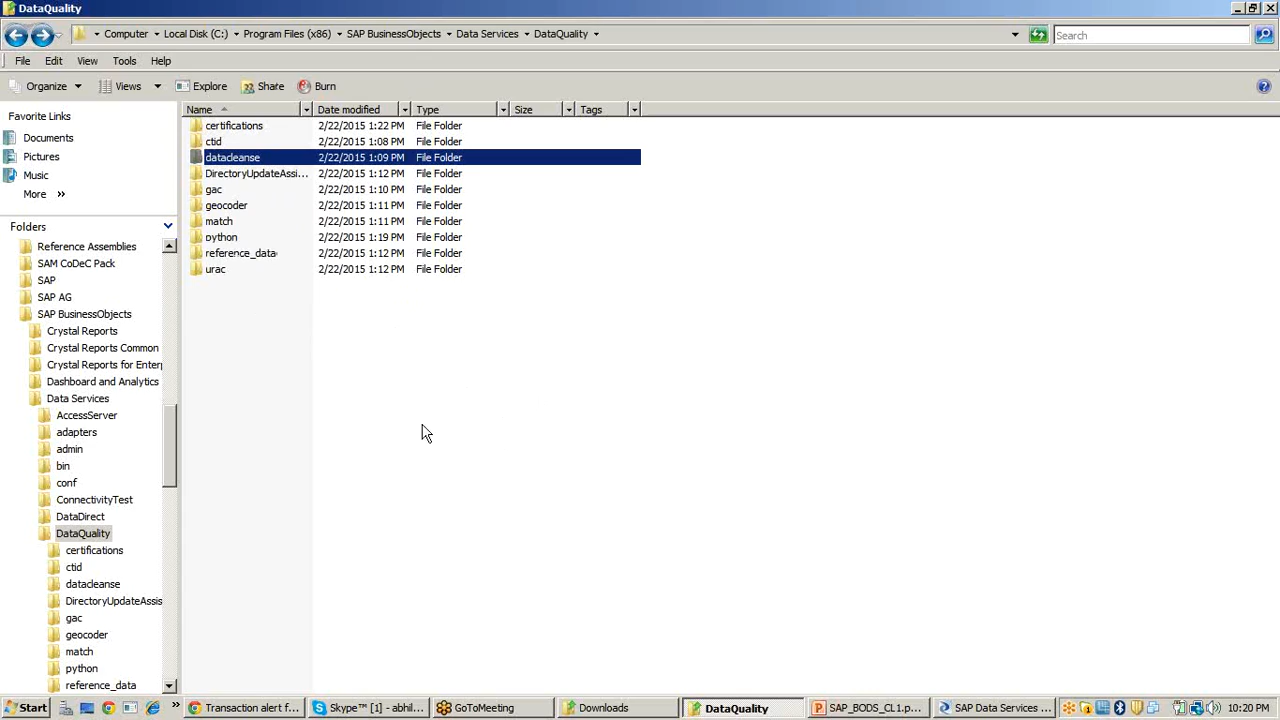 DataQuality
Computer Local Disk (C:) Program Files (x86) SAP BusinessObjects Data Services DataQuality Search
File Edit View Tools Help
Organize Views Explore Share Burn
Favorite Links
Documents
Pictures
Music
More »
Folders
Reference Assemblies
SAM CoDeC Pack
SAP
SAP AG
SAP BusinessObjects
Crystal Reports
Crystal Reports Common
Crystal Reports for Enterp
Dashboard and Analytics
Data Services
AccessServer
adapters
admin
bin
conf
ConnectivityTest
DataDirect
DataQuality
certifications
ctid
datacleanse
DirectoryUpdateAssis
gac
geocoder
match
python
reference_data
Name Date modified Type Size Tags
certifications 2/22/2015 1:22 PM File Folder
ctid 2/22/2015 1:08 PM File Folder
datacleanse 2/22/2015 1:09 PM File Folder
DirectoryUpdateAssi... 2/22/2015 1:12 PM File Folder
gac 2/22/2015 1:10 PM File Folder
geocoder 2/22/2015 1:11 PM File Folder
match 2/22/2015 1:11 PM File Folder
python 2/22/2015 1:19 PM File Folder
reference_data 2/22/2015 1:12 PM File Folder
urac 2/22/2015 1:12 PM File Folder
Start » Transaction alert f... Skype™ [1] - abhil... GoToMeeting Downloads DataQuality SAP_BODS_CL1.p... SAP Data Services ... 10:20 PM